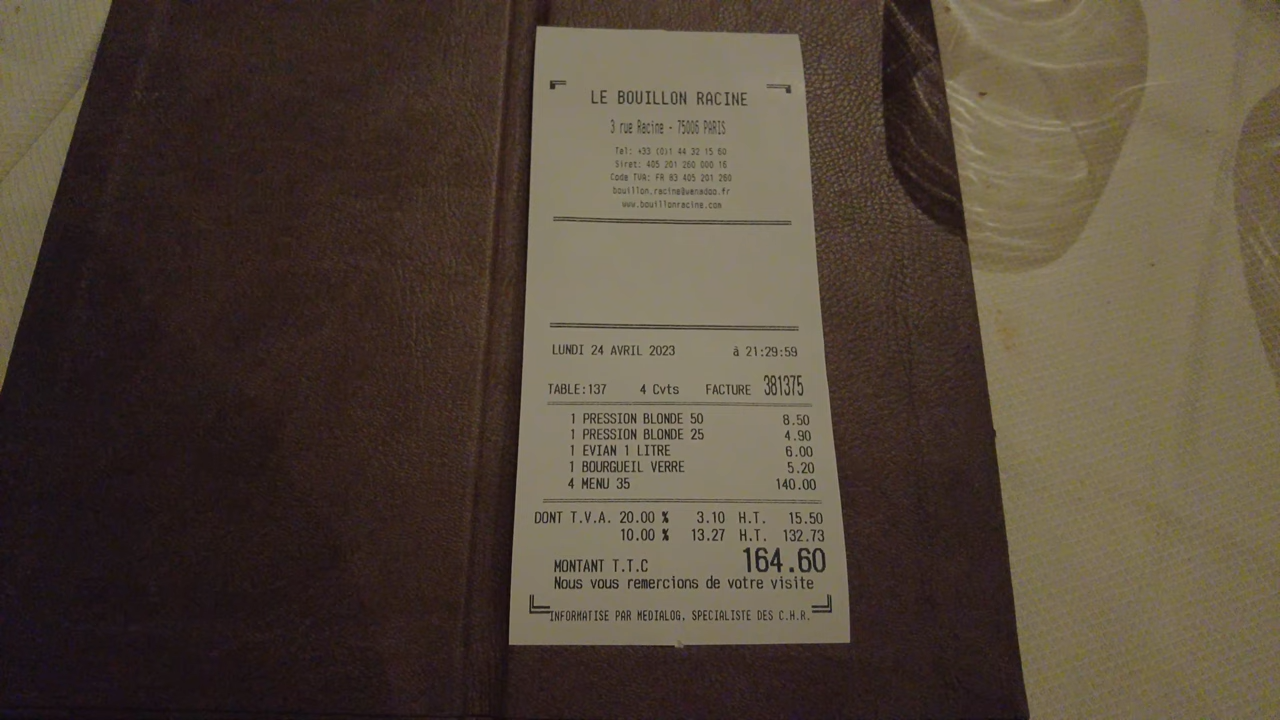 LE BOUILLON RACINE
3 rue Racine - 75006 PARIS
Tel: +33 (0)1 44 32 15 60
Siret: 405 201 260 000 16
Code TVA: FR 83 405 201 260
bouillon.racine@wanadoo.fr
www.bouillonracine.com
LUNDI 24 AVRIL 2023 à 21:29:59
TABLE:137 4 Cvts FACTURE 381375
1 PRESSION BLONDE 50 8.50
1 PRESSION BLONDE 25 4.90
1 EVIAN 1 LITRE 6.00
1 BOURGUEIL VERRE 5.20
4 MENU 35 140.00
DONT T.V.A. 20.00 % 3.10 H.T. 15.50
10.00 % 13.27 H.T. 132.73
MONTANT T.T.C 164.60
Nous vous remercions de votre visite
INFORMATISE PAR MEDIALOG, SPECIALISTE DES C.H.R.